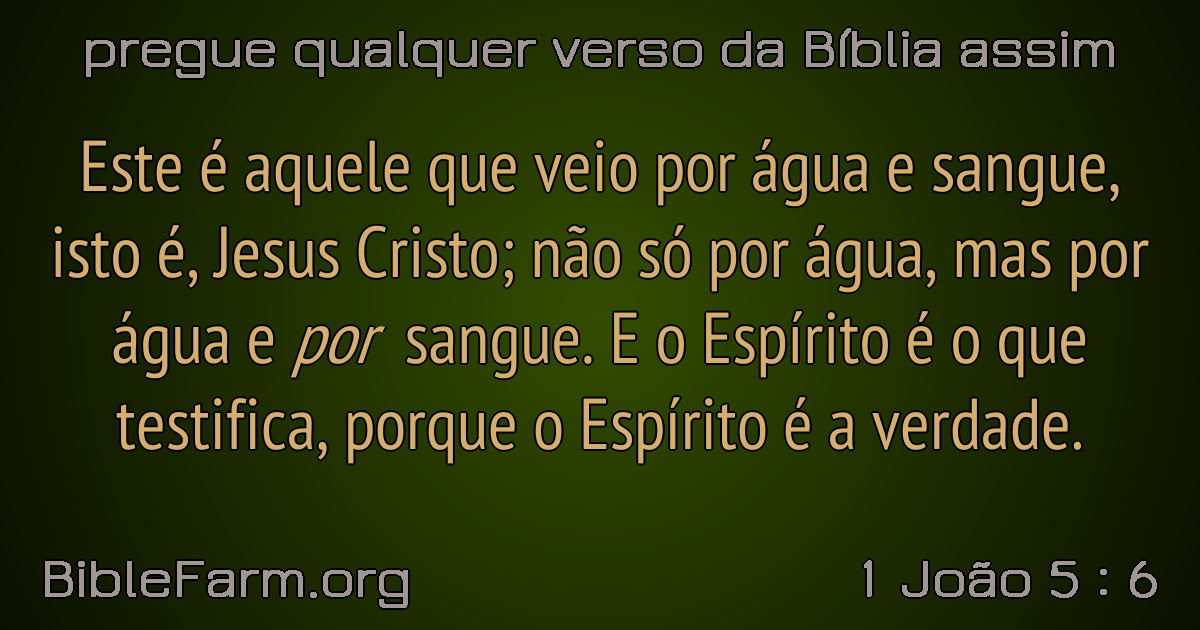 pregue qualquer verso da Bíblia assim
Este é aquele que veio por água e sangue,
isto é, Jesus Cristo; não só por água, mas por
água e por sangue. E o Espírito é o que
testifica, porque o Espírito é a verdade.
BibleFarm.org
1 João 5 : 6